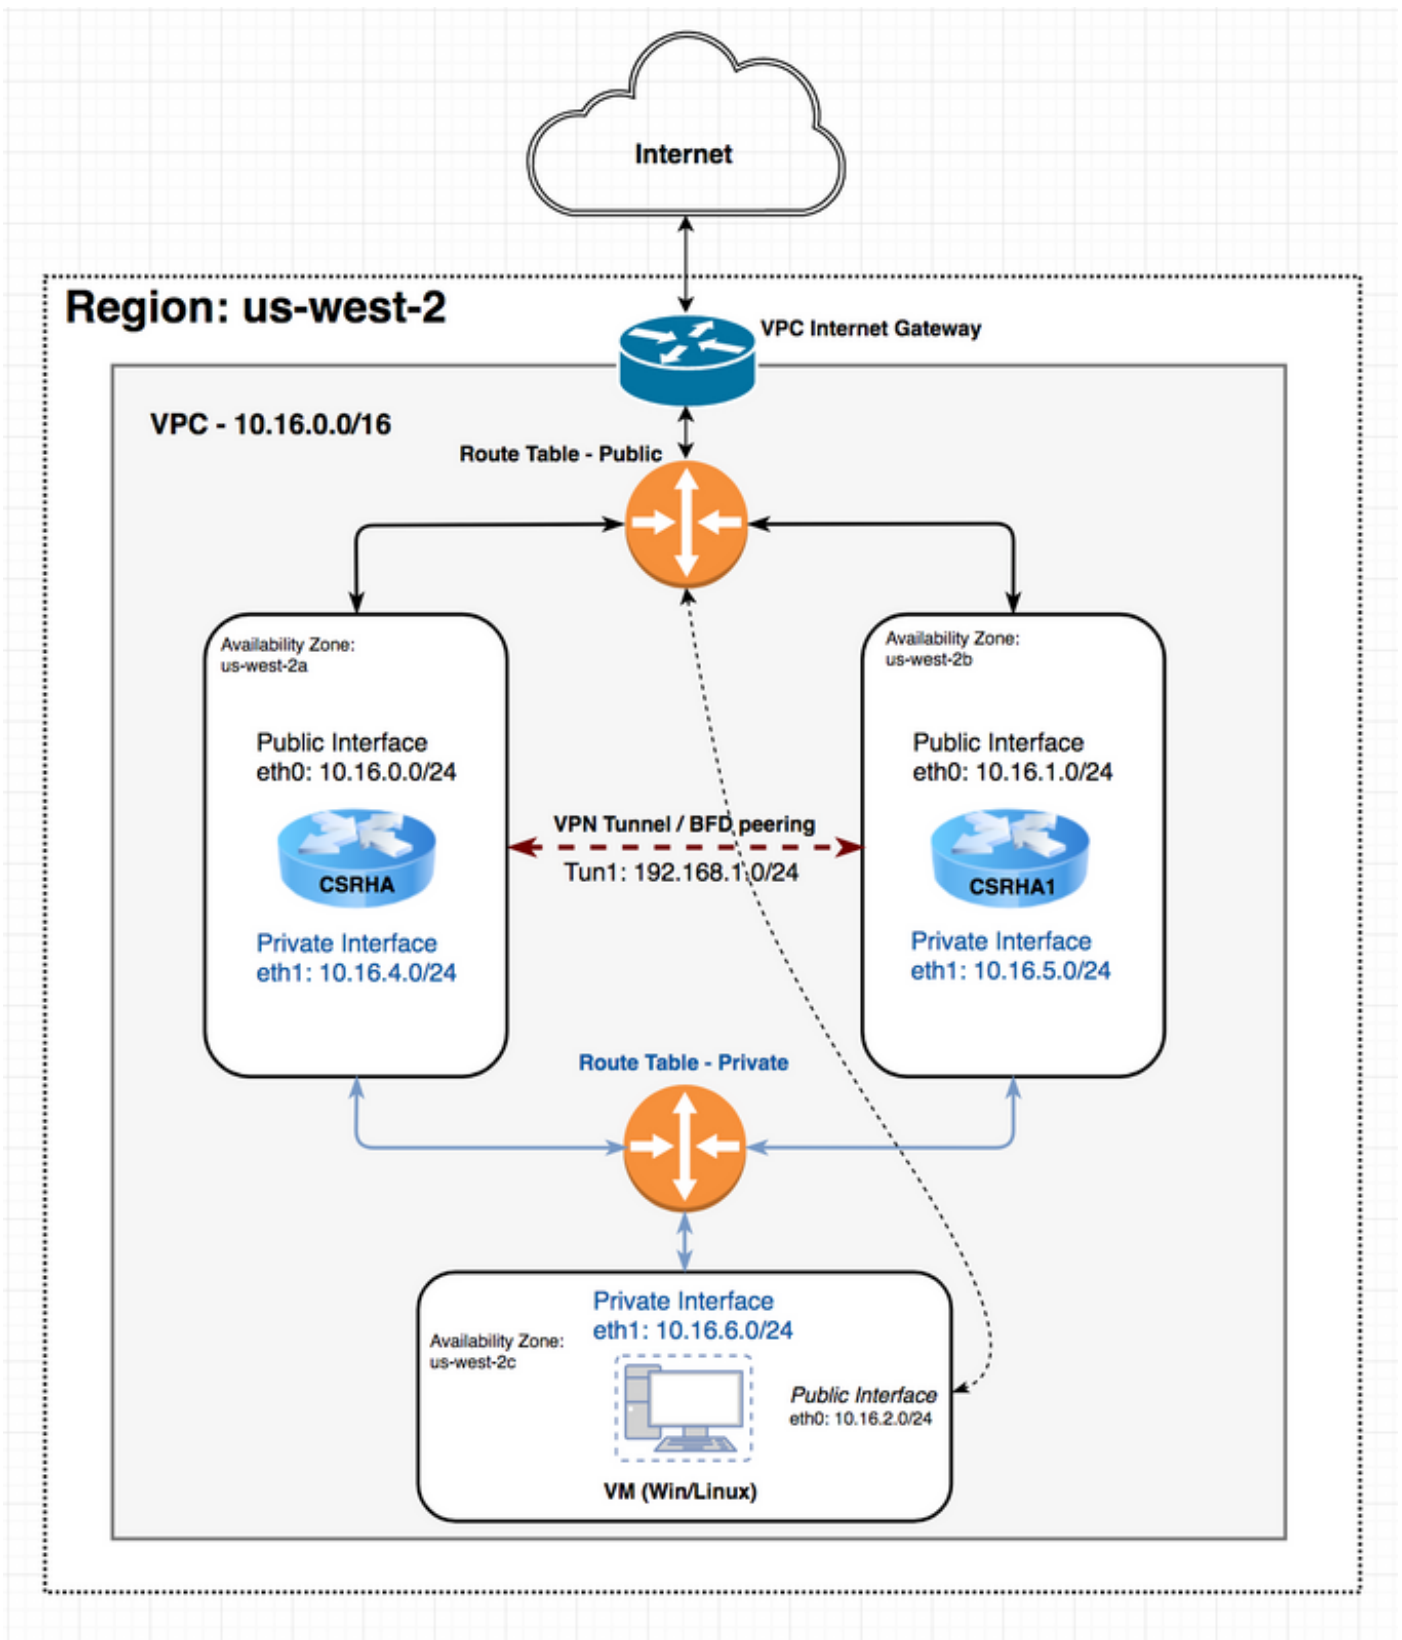 Internet
Region: us-west-2
VPC Internet Gateway
VPC - 10.16.0.0/16
Route Table - Public
Availability Zone:
us-west-2a
Public Interface
eth0: 10.16.0.0/24
CSRHA
Private Interface
eth1: 10.16.4.0/24
VPN Tunnel / BFD peering
Tun1: 192.168.1.0/24
Availability Zone:
us-west-2b
Public Interface
eth0: 10.16.1.0/24
CSRHA1
Private Interface
eth1: 10.16.5.0/24
Route Table - Private
Private Interface
eth1: 10.16.6.0/24
Availability Zone:
us-west-2c
Public Interface
eth0: 10.16.2.0/24
VM (Win/Linux)